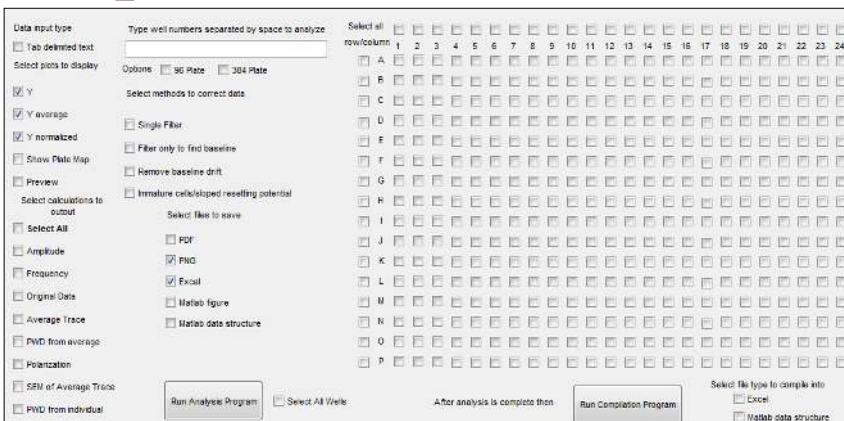 Data input type
Tab delimited text
Select plots to display
Y
Y average
Y normalized
Show Plate Map
Preview
Select calculations to
output
Select All
Amplitude
Frequency
Original Data
Average Trace
PWD from average
Polarization
SEM of Average Trace
PWD from individual
Type well numbers separated by space to analyze
Options: 96 Plate 384 Plate
Select methods to correct data
Single Filter
Filter only to find baseline
Remove baseline drift
Immature cells/sloped resetting potential
Select files to save
PDF
PNG
Excel
Matlab figure
Matlab data structure
Run Analysis Program
Select All Wells
Select all
row/column 1 2 3 4 5 6 7 8 9 10 11 12 13 14 15 16 17 18 19 20 21 22 23 24
A
B
C
D
E
F
G
H
I
J
K
L
M
N
O
P
After analysis is complete then
Run Compilation Program
Select file type to compile into
Excel
Matlab data structure